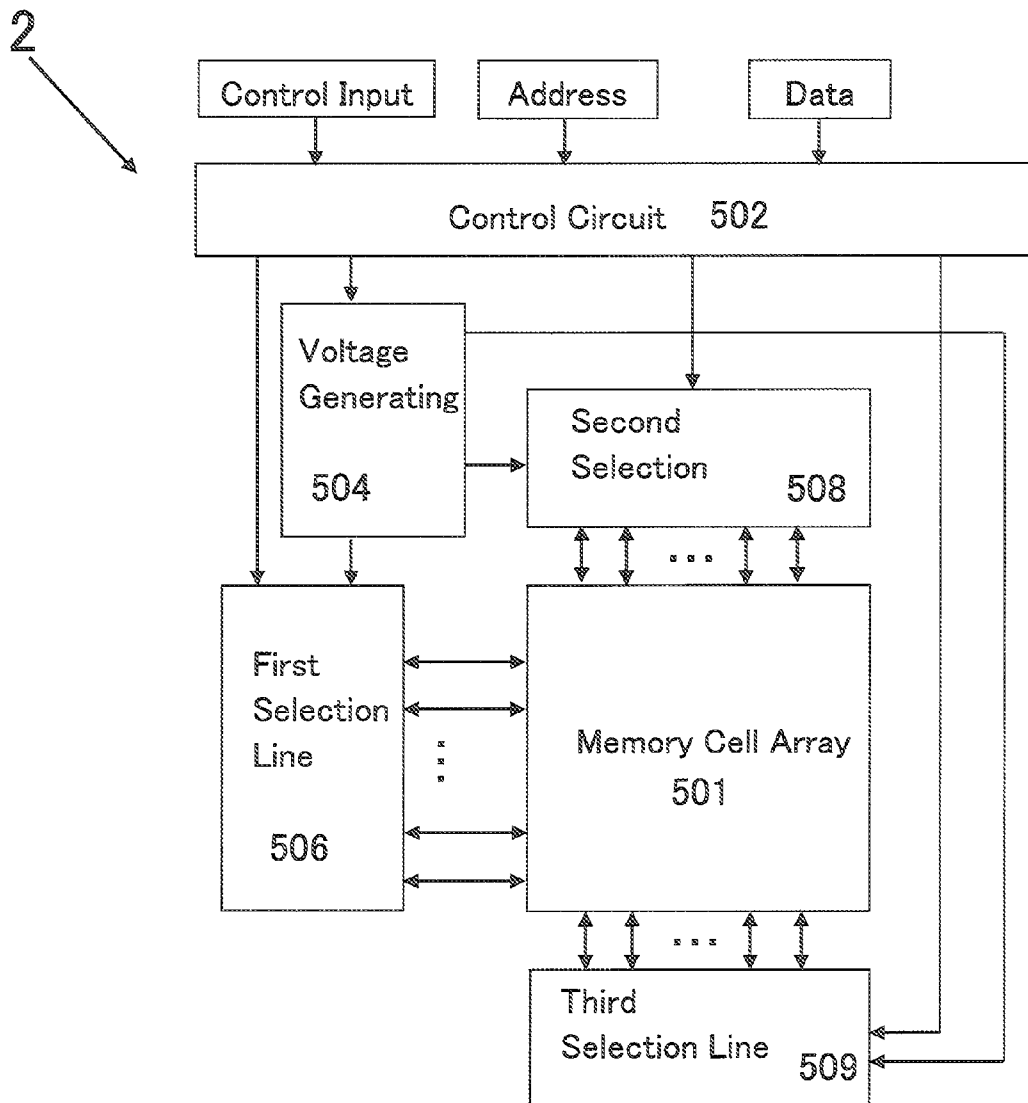 2
Control Input
Address
Data
Control Circuit 502
Voltage
Generating
504
Second
Selection
508
First
Selection
Line
506
Memory Cell Array
501
Third
Selection Line
509